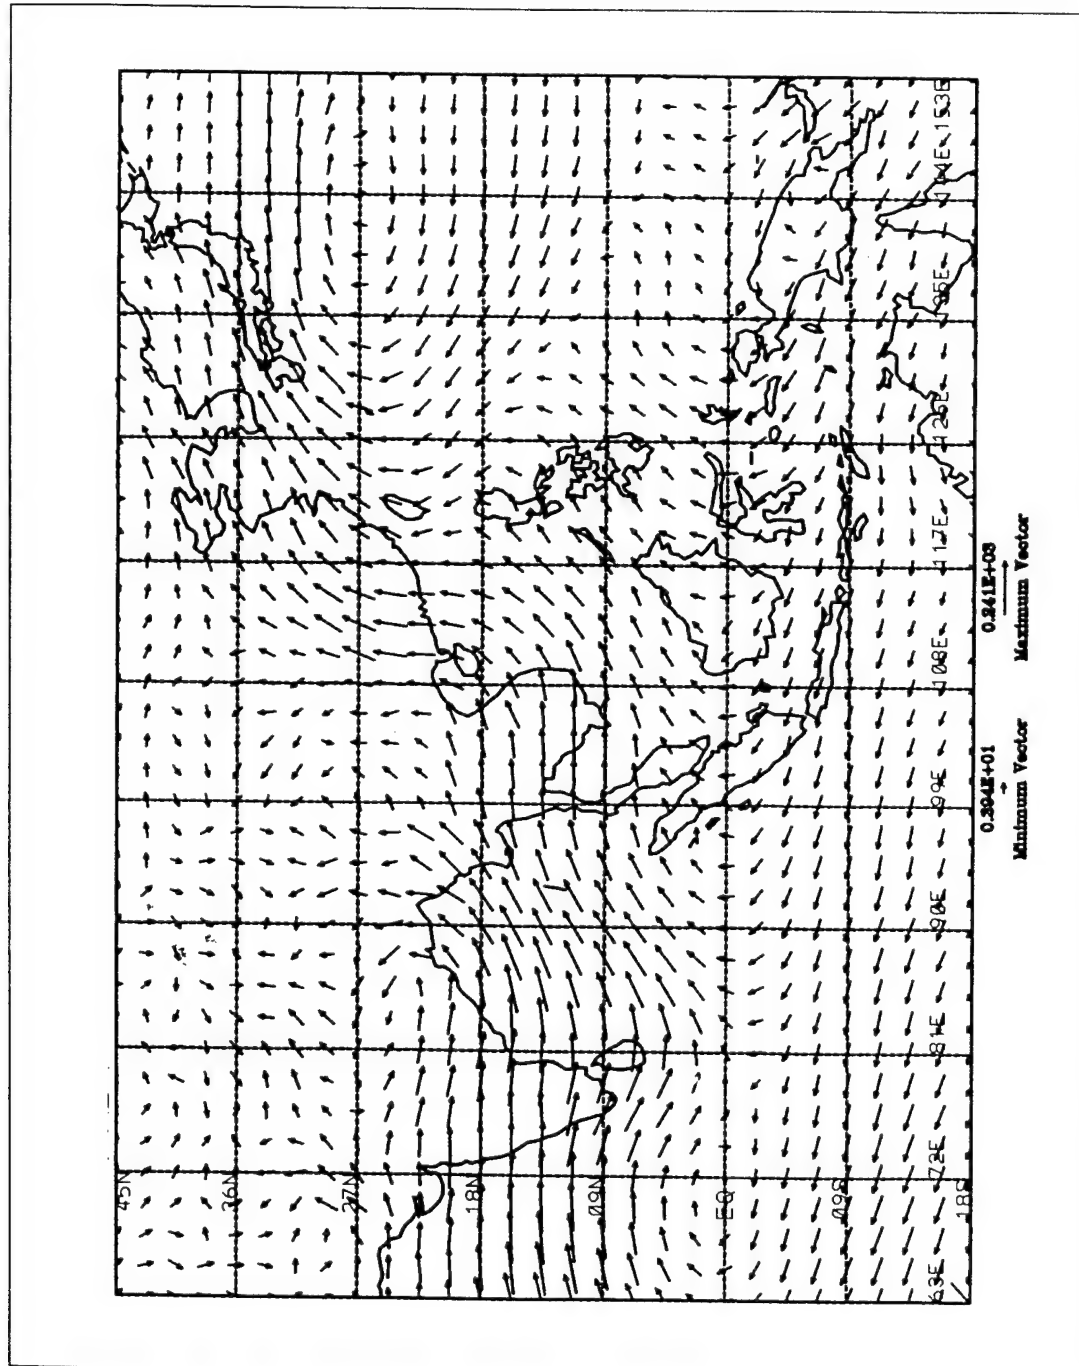 45N
36N
27N
18N
09N
EQ
09S
18S
63E
72E
81E
90E
99E
108E
117E
126E
135E
144E
153E
0.394E+01
Minimum Vector
0.241E+03
Maximum Vector